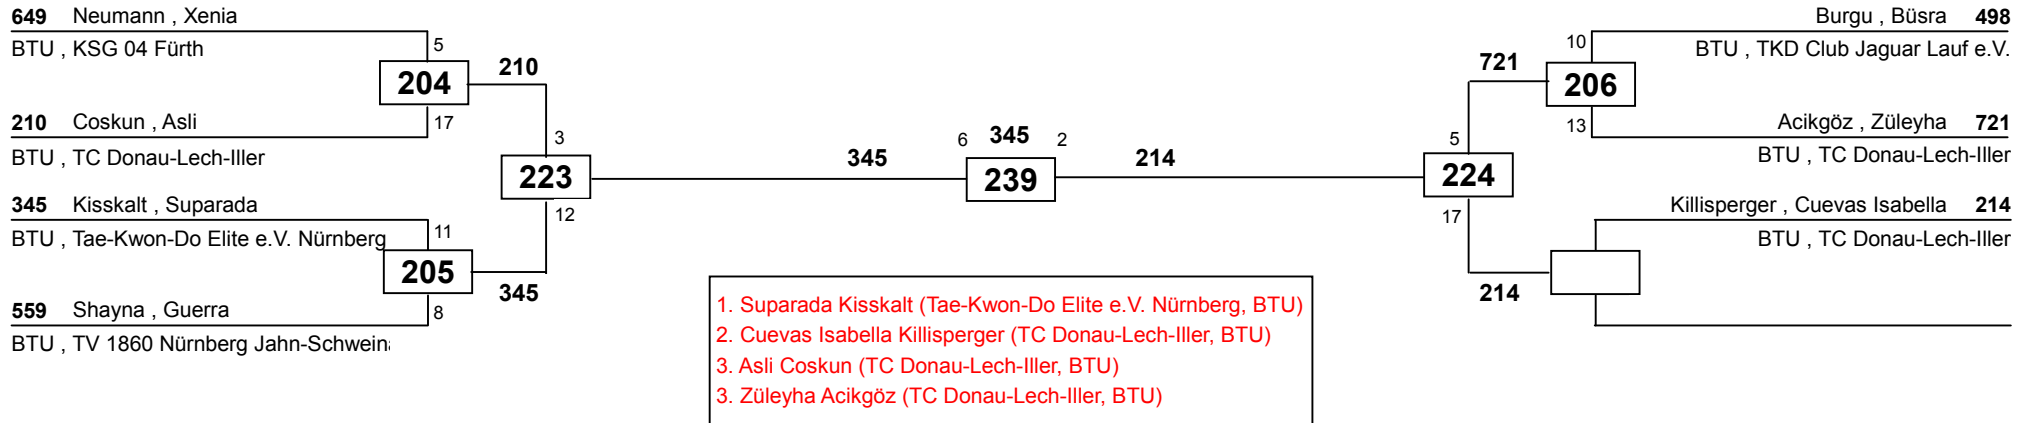 649 Neumann , Xenia
BTU , KSG 04 Fürth
5
204
210
17
210 Coskun , Asli
BTU , TC Donau-Lech-Iller
3
223
12
345 Kisskalt , Suparada
BTU , Tae-Kwon-Do Elite e.V. Nürnberg
11
205
345
8
559 Shayna , Guerra
BTU , TV 1860 Nürnberg Jahn-Schwein
345
6 345 2
239
214
Burgu , Büsra 498
BTU , TKD Club Jaguar Lauf e.V.
10
721
206
13
Acikgöz , Züleyha 721
BTU , TC Donau-Lech-Iller
5
224
17
Killisperger , Cuevas Isabella 214
BTU , TC Donau-Lech-Iller
214
1. Suparada Kisskalt (Tae-Kwon-Do Elite e.V. Nürnberg, BTU)
2. Cuevas Isabella Killisperger (TC Donau-Lech-Iller, BTU)
3. Asli Coskun (TC Donau-Lech-Iller, BTU)
3. Züleyha Acikgöz (TC Donau-Lech-Iller, BTU)